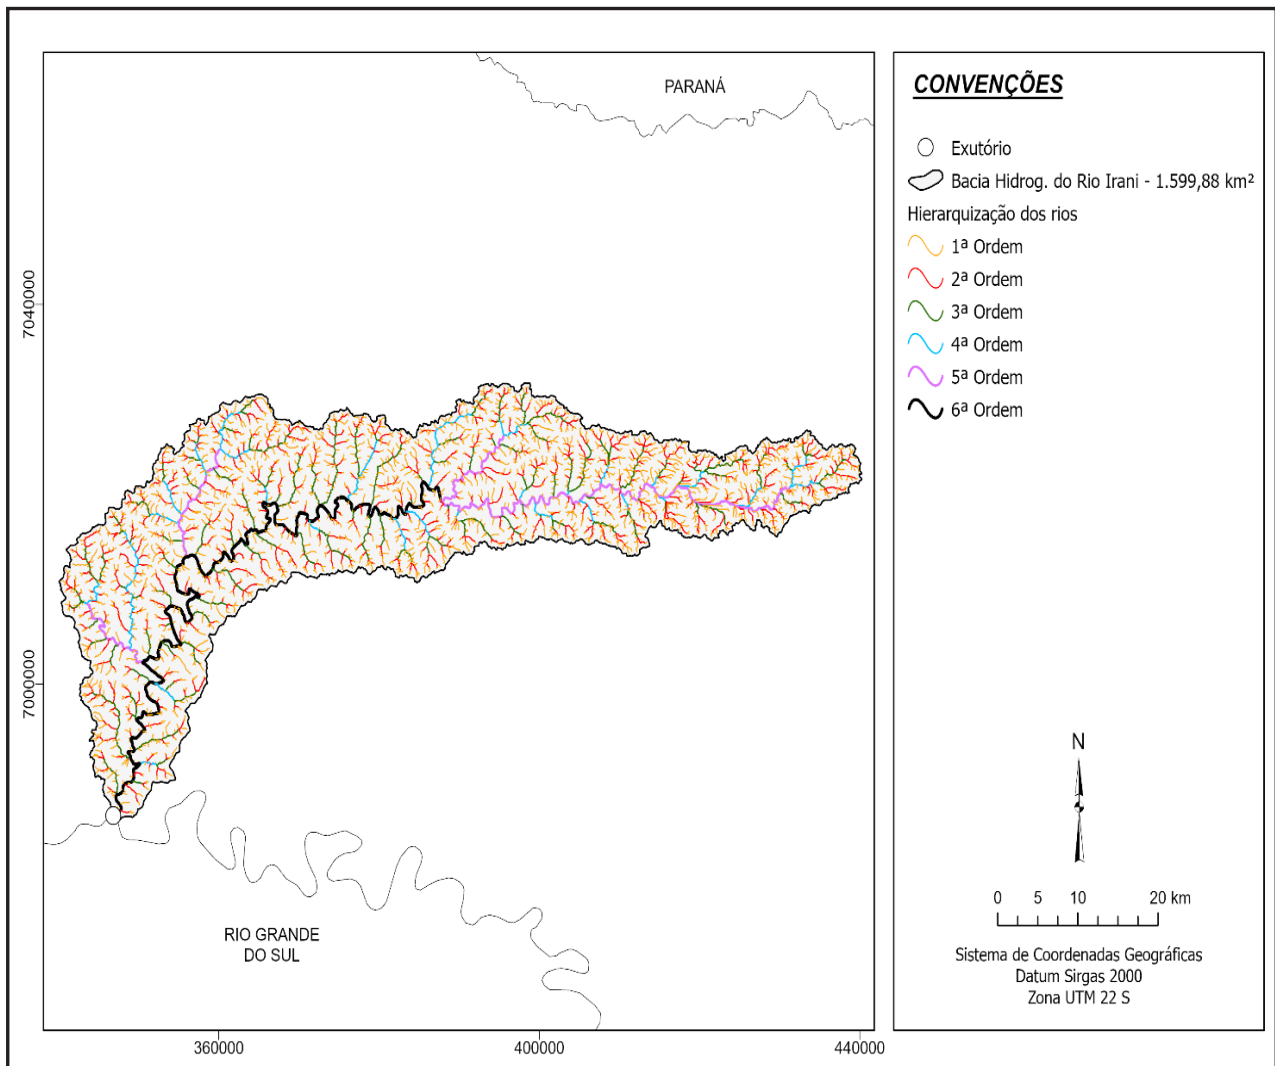 PARANÁ
7040000
7000000
RIO GRANDE
DO SUL
360000
400000
440000
CONVENÇÕES
Exutório
Bacia Hidrog. do Rio Irani - 1.599,88 km²
Hierarquização dos rios
1ª Ordem
2ª Ordem
3ª Ordem
4ª Ordem
5ª Ordem
6ª Ordem
N
0 5 10 20 km
Sistema de Coordenadas Geográficas
Datum Sirgas 2000
Zona UTM 22 S